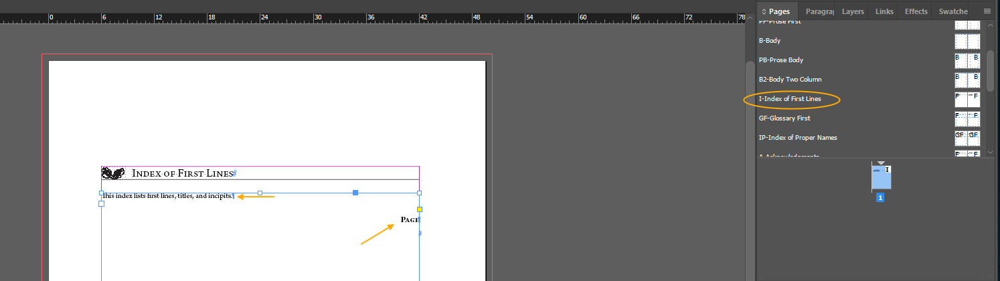 0 6 12 18 24 30 36 42 48 54 60 66 72 78
Pages Paragra Layers Links Effects Swatche
PF-Prose First
B-Body
PB-Prose Body B B
B2-Body Two Column B B
I-Index of First Lines F F
GF-Glossary First F F
IP-Index of Proper Names GF GF
A-Acknowledgments F F
Index·of·First·Lines#
This·index·lists·first·lines,·titles,·and·incipits.¶
Page¶
#
I
1